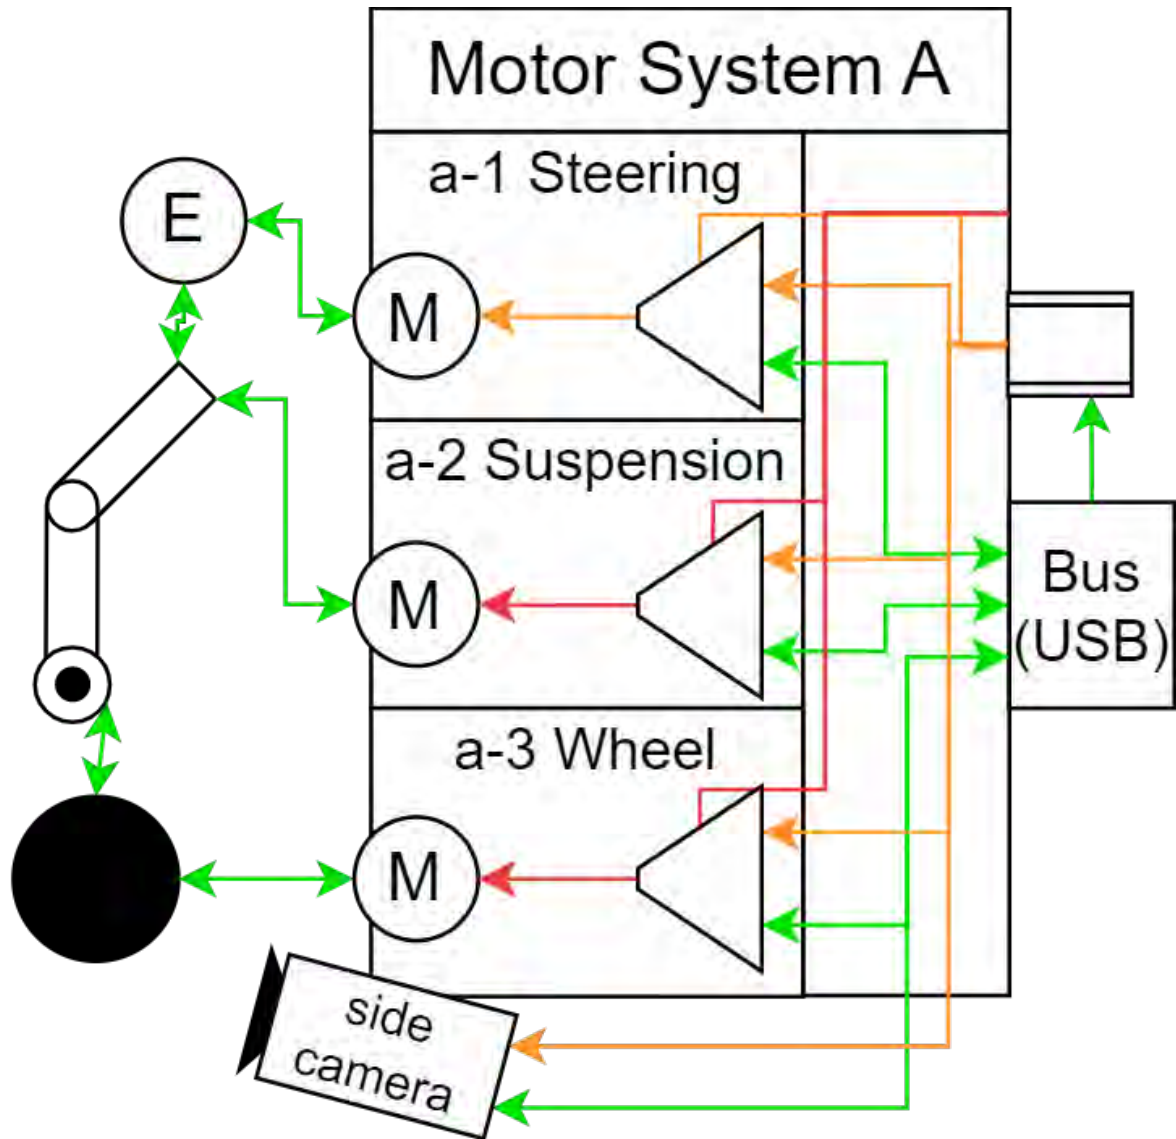 Motor System A
a-1 Steering
E
M
a-2 Suspension
M
Bus
(USB)
a-3 Wheel
M
side
camera